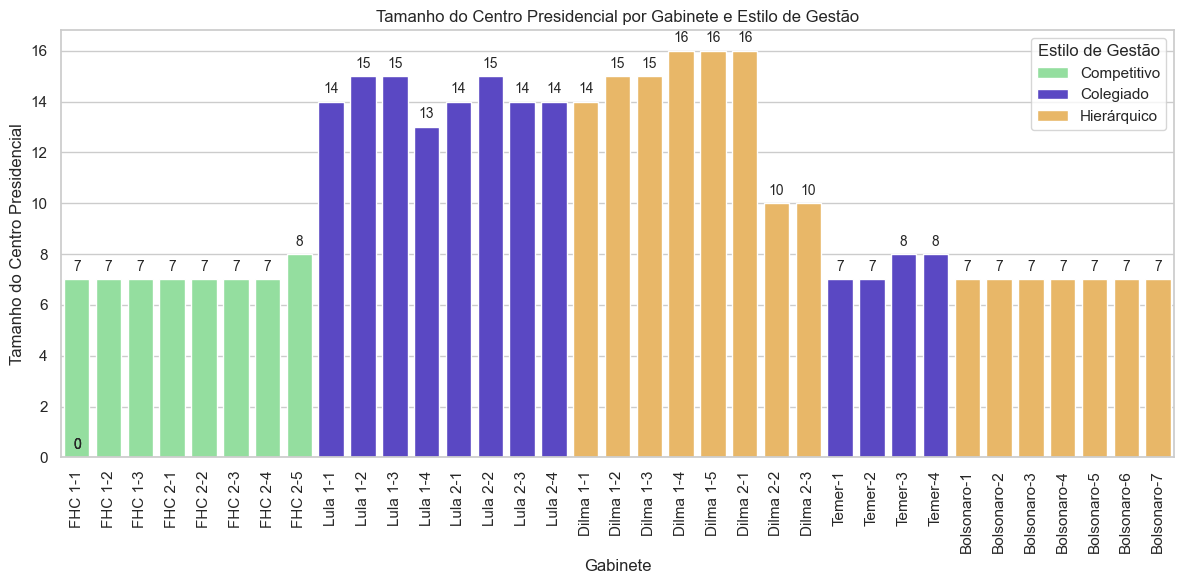 Tamanho do Centro Presidencial por Gabinete e Estilo de Gestão
Estilo de Gestão
Competitivo
Colegiado
Hierárquico
Tamanho do Centro Presidencial
16
14
12
10
8
6
4
2
0
7 7 7 7 7 7 7 8 14 15 15 13 14 15 14 14 14 15 15 16 16 16 10 10 7 7 8 8 7 7 7 7 7 7 7
0
FHC 1-1
FHC 1-2
FHC 1-3
FHC 2-1
FHC 2-2
FHC 2-3
FHC 2-4
FHC 2-5
Lula 1-1
Lula 1-2
Lula 1-3
Lula 1-4
Lula 2-1
Lula 2-2
Lula 2-3
Lula 2-4
Dilma 1-1
Dilma 1-2
Dilma 1-3
Dilma 1-4
Dilma 1-5
Dilma 2-1
Dilma 2-2
Dilma 2-3
Temer-1
Temer-2
Temer-3
Temer-4
Bolsonaro-1
Bolsonaro-2
Bolsonaro-3
Bolsonaro-4
Bolsonaro-5
Bolsonaro-6
Bolsonaro-7
Gabinete